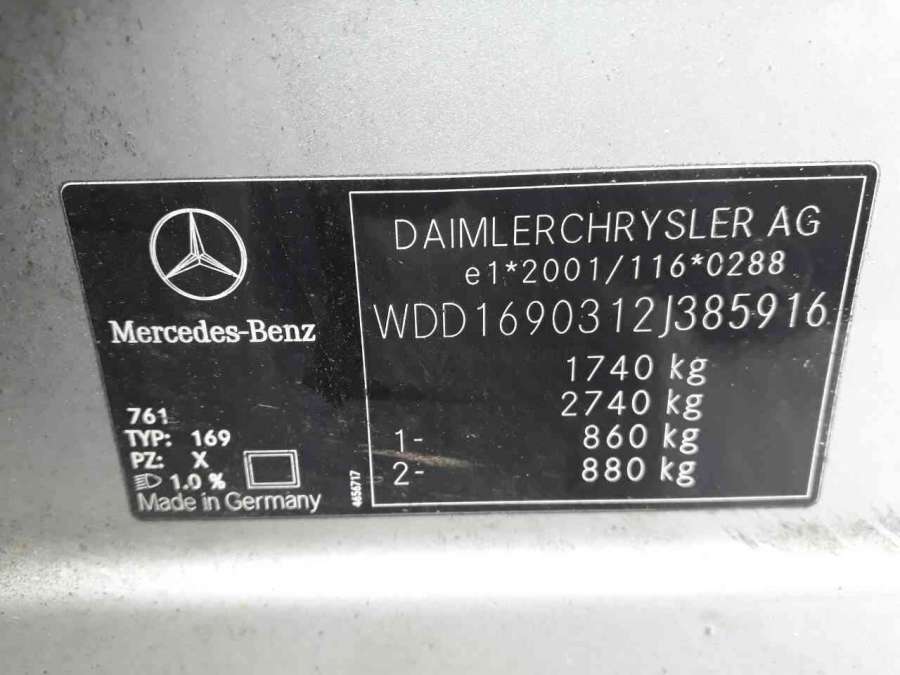 Mercedes-Benz
761
TYP: 169
PZ: X
1.0 %
Made in Germany
4656717
DAIMLERCHRYSLER AG
e1*2001/116*0288
WDD1690312J385916
1740 kg
2740 kg
1- 860 kg
2- 880 kg